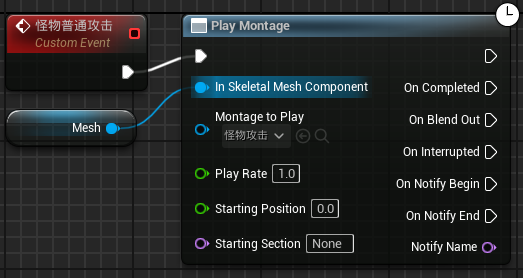 怪物普通攻击
Custom Event
Mesh
Play Montage
In Skeletal Mesh Component
On Completed
Montage to Play
怪物攻击
On Blend Out
On Interrupted
Play Rate 1.0
On Notify Begin
Starting Position 0.0
On Notify End
Starting Section None
Notify Name